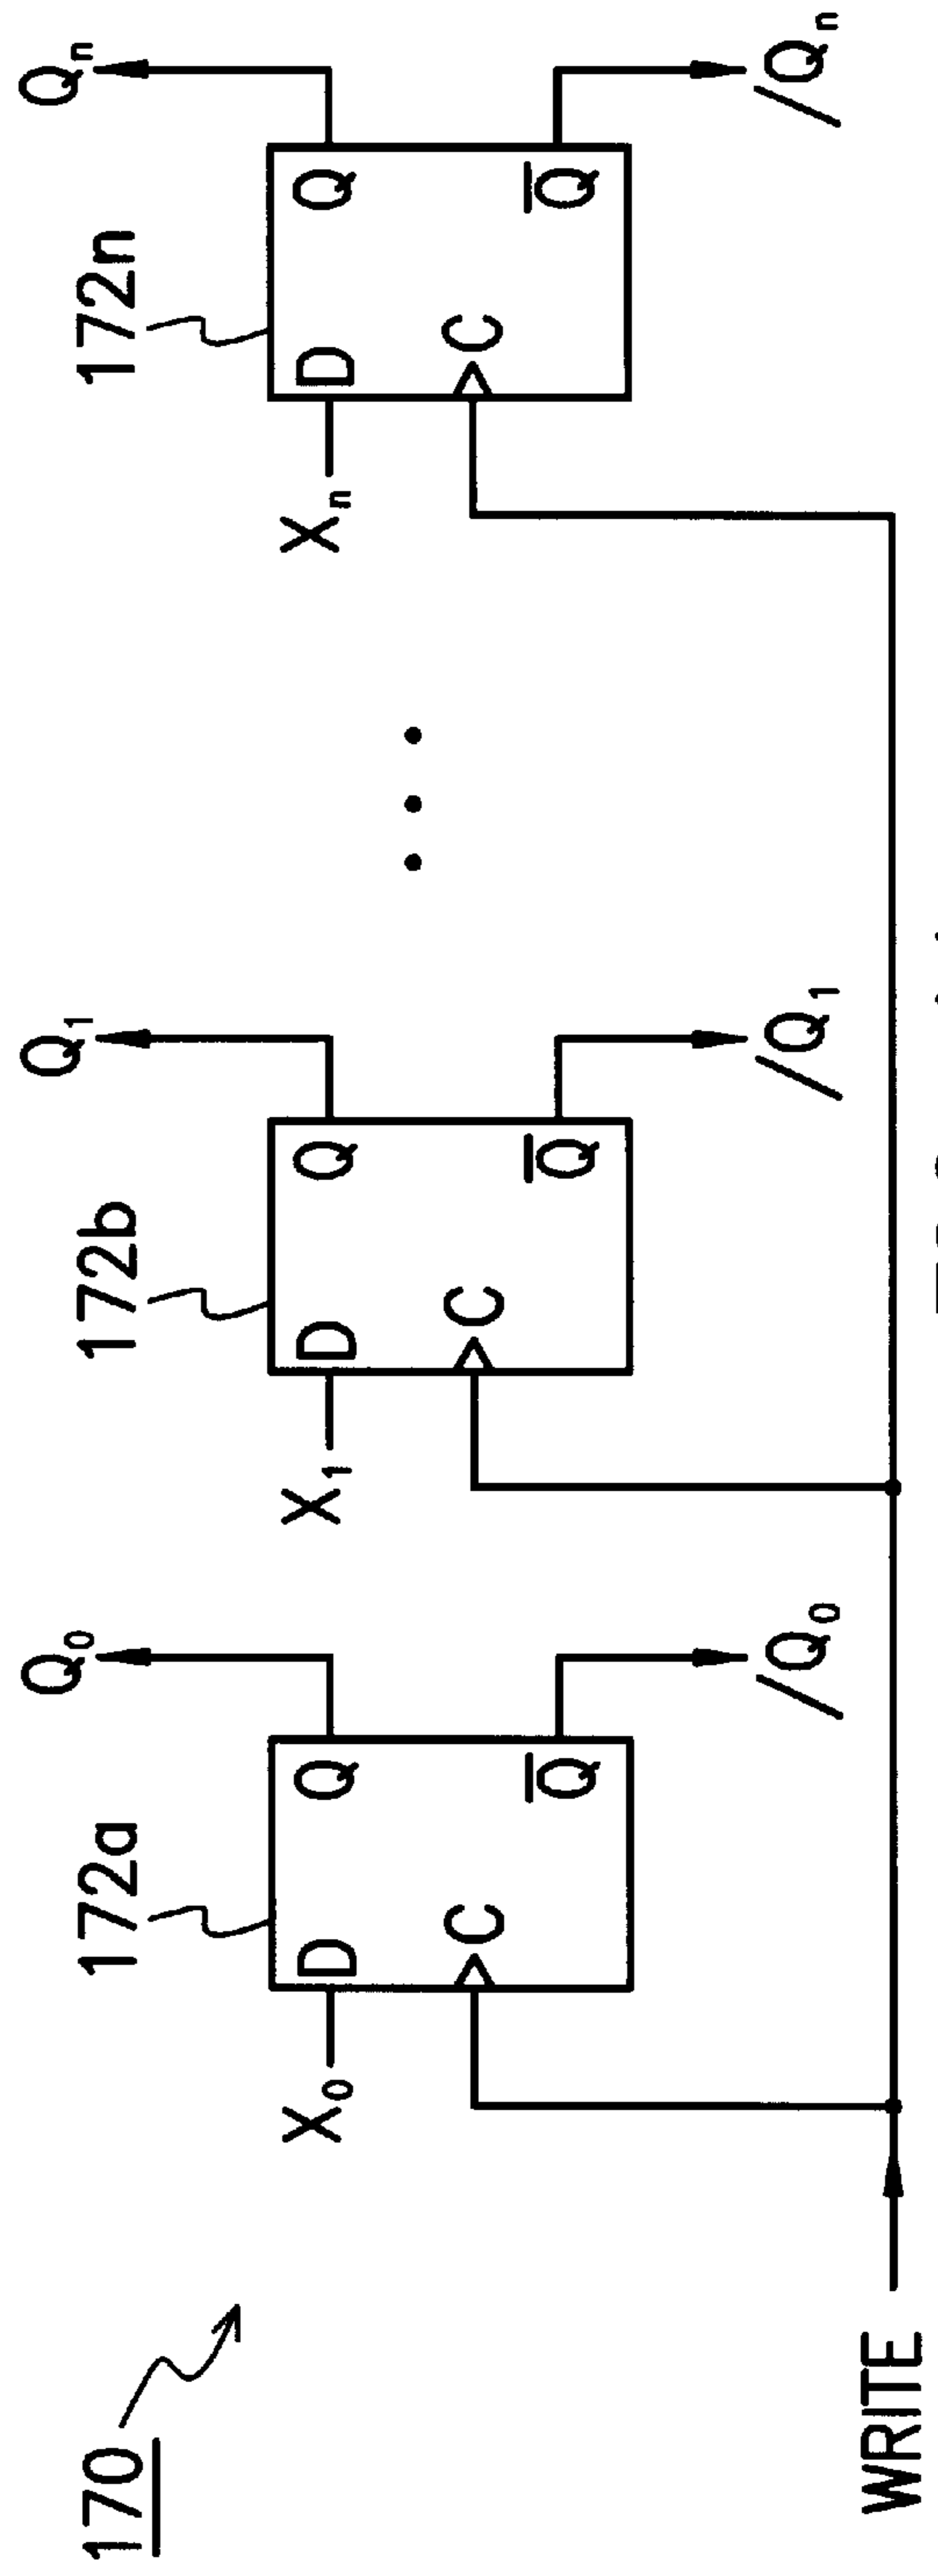 170
WRITE
172a
X0
D
C
Q
Q̅
Q0
/Q0
172b
X1
D
C
Q
Q̅
Q1
/Q1
172n
Xn
D
C
Q
Q̅
Qn
/Qn